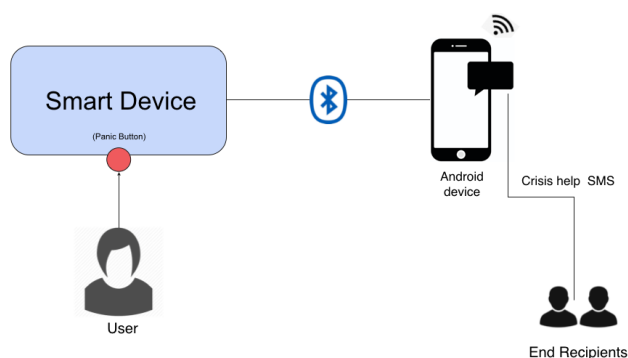 Smart Device
(Panic Button)
User
Android
device
Crisis help SMS
End Recipients